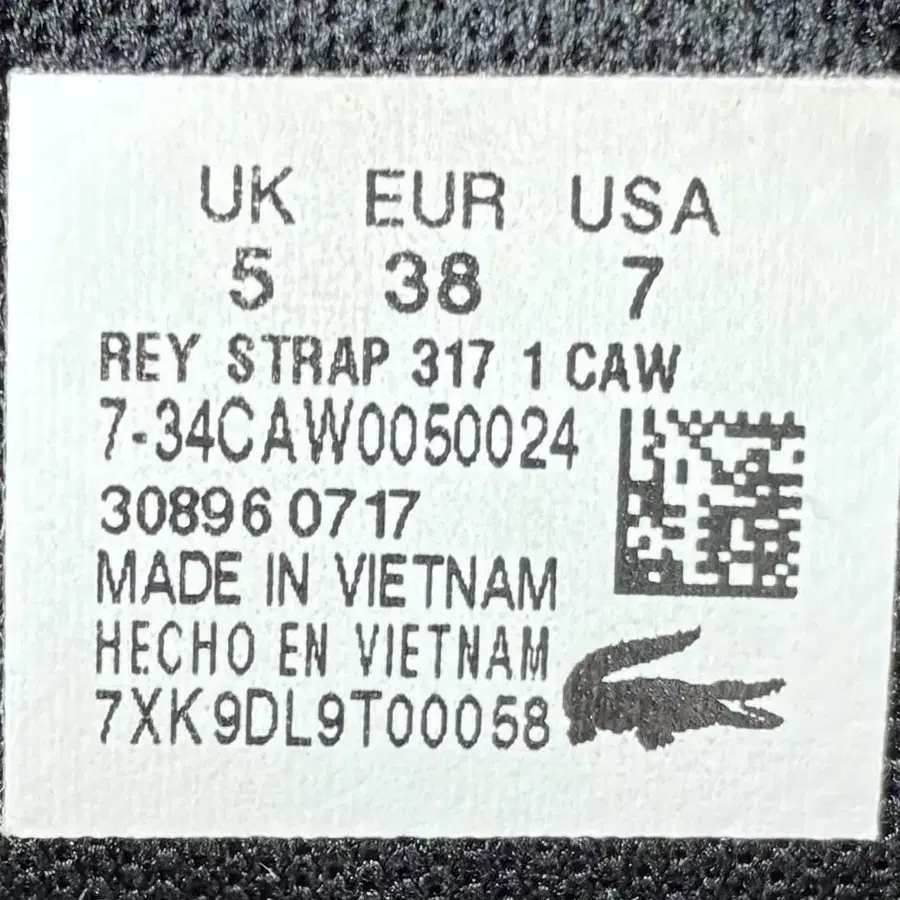 UK EUR USA
5 38 7
REY STRAP 317 1 CAW
7-34CAW0050024
30896 0717
MADE IN VIETNAM
HECHO EN VIETNAM
7XK9DL9T00058